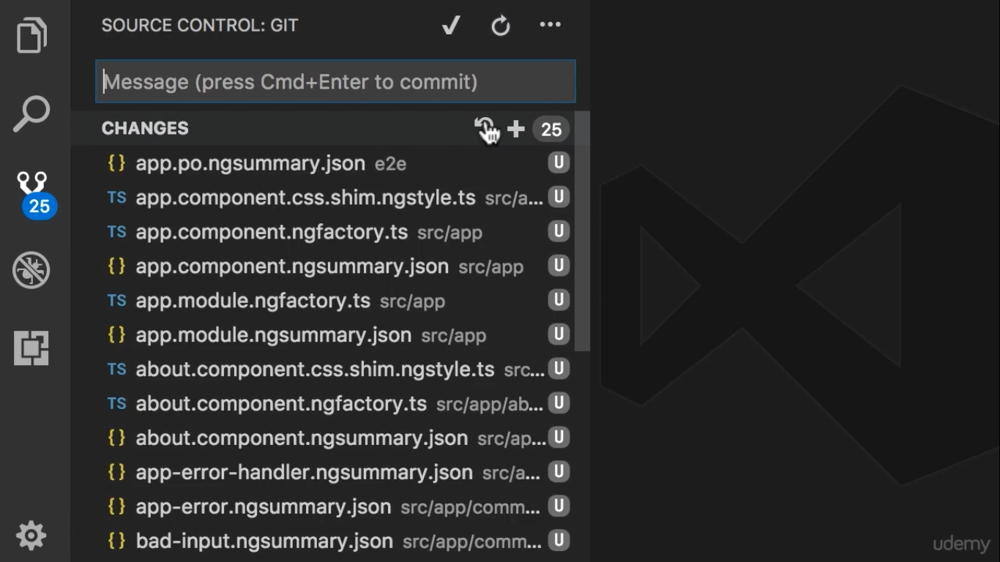 SOURCE CONTROL: GIT
Message (press Cmd+Enter to commit)
CHANGES 25
{} app.po.ngsummary.json e2e U
TS app.component.css.shim.ngstyle.ts src/a... U
25
TS app.component.ngfactory.ts src/app U
{} app.component.ngsummary.json src/app U
TS app.module.ngfactory.ts src/app U
{} app.module.ngsummary.json src/app U
TS about.component.css.shim.ngstyle.ts src... U
TS about.component.ngfactory.ts src/app/ab... U
{} about.component.ngsummary.json src/ap... U
{} app-error-handler.ngsummary.json src/a... U
{} app-error.ngsummary.json src/app/comm... U
{} bad-input.ngsummary.json src/app/comm... U
udemy